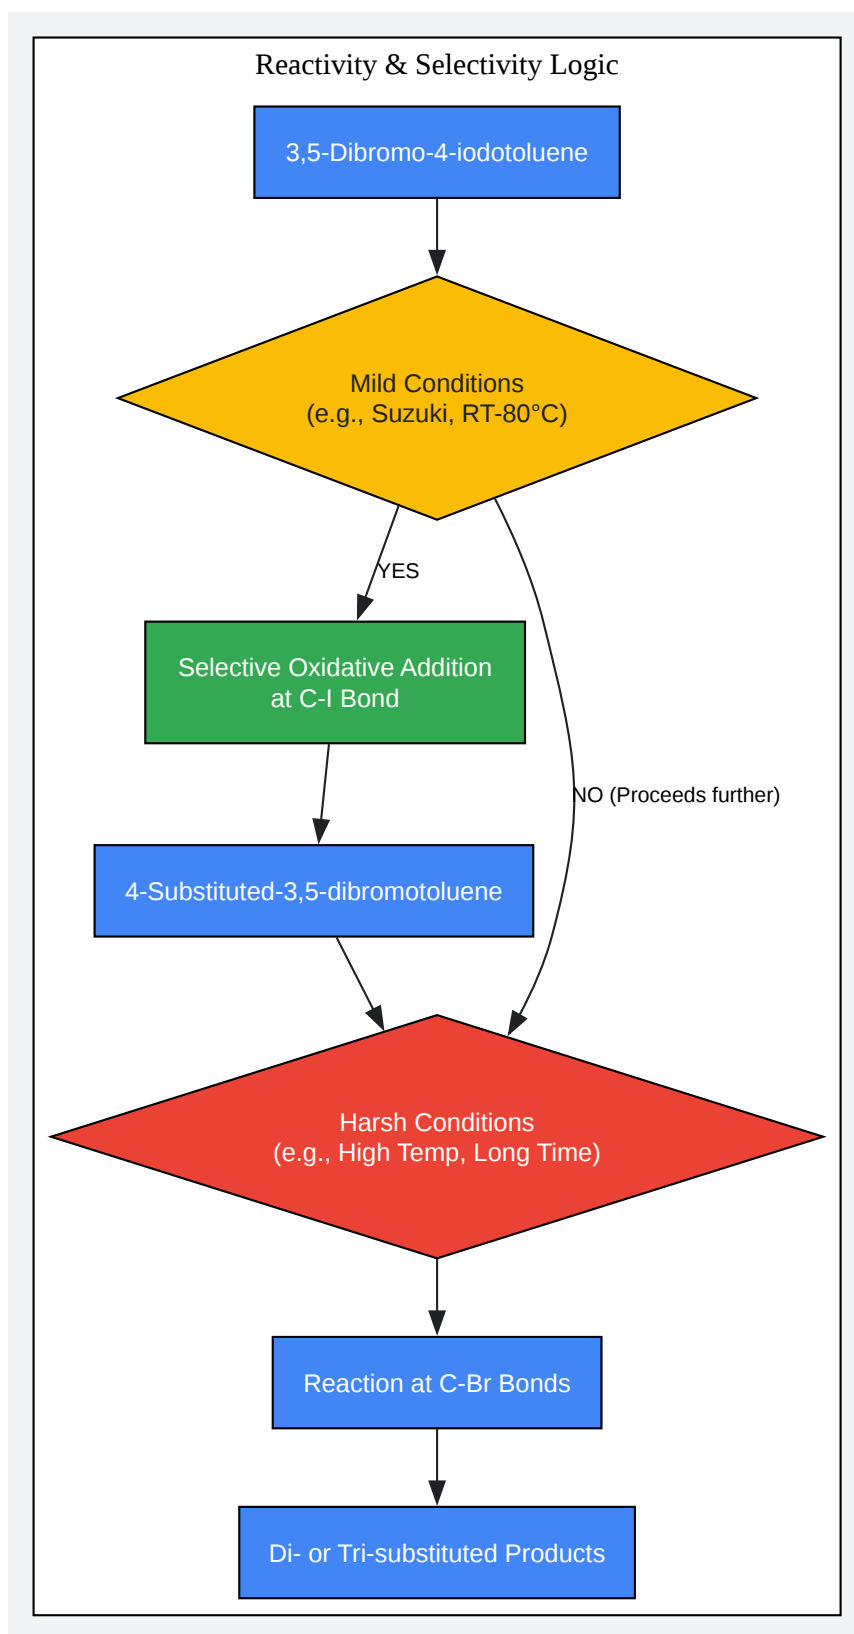 Reactivity & Selectivity Logic
3,5-Dibromo-4-iodotoluene
Mild Conditions
(e.g., Suzuki, RT-80°C)
YES
Selective Oxidative Addition
at C-I Bond
NO (Proceeds further)
4-Substituted-3,5-dibromotoluene
Harsh Conditions
(e.g., High Temp, Long Time)
Reaction at C-Br Bonds
Di- or Tri-substituted Products